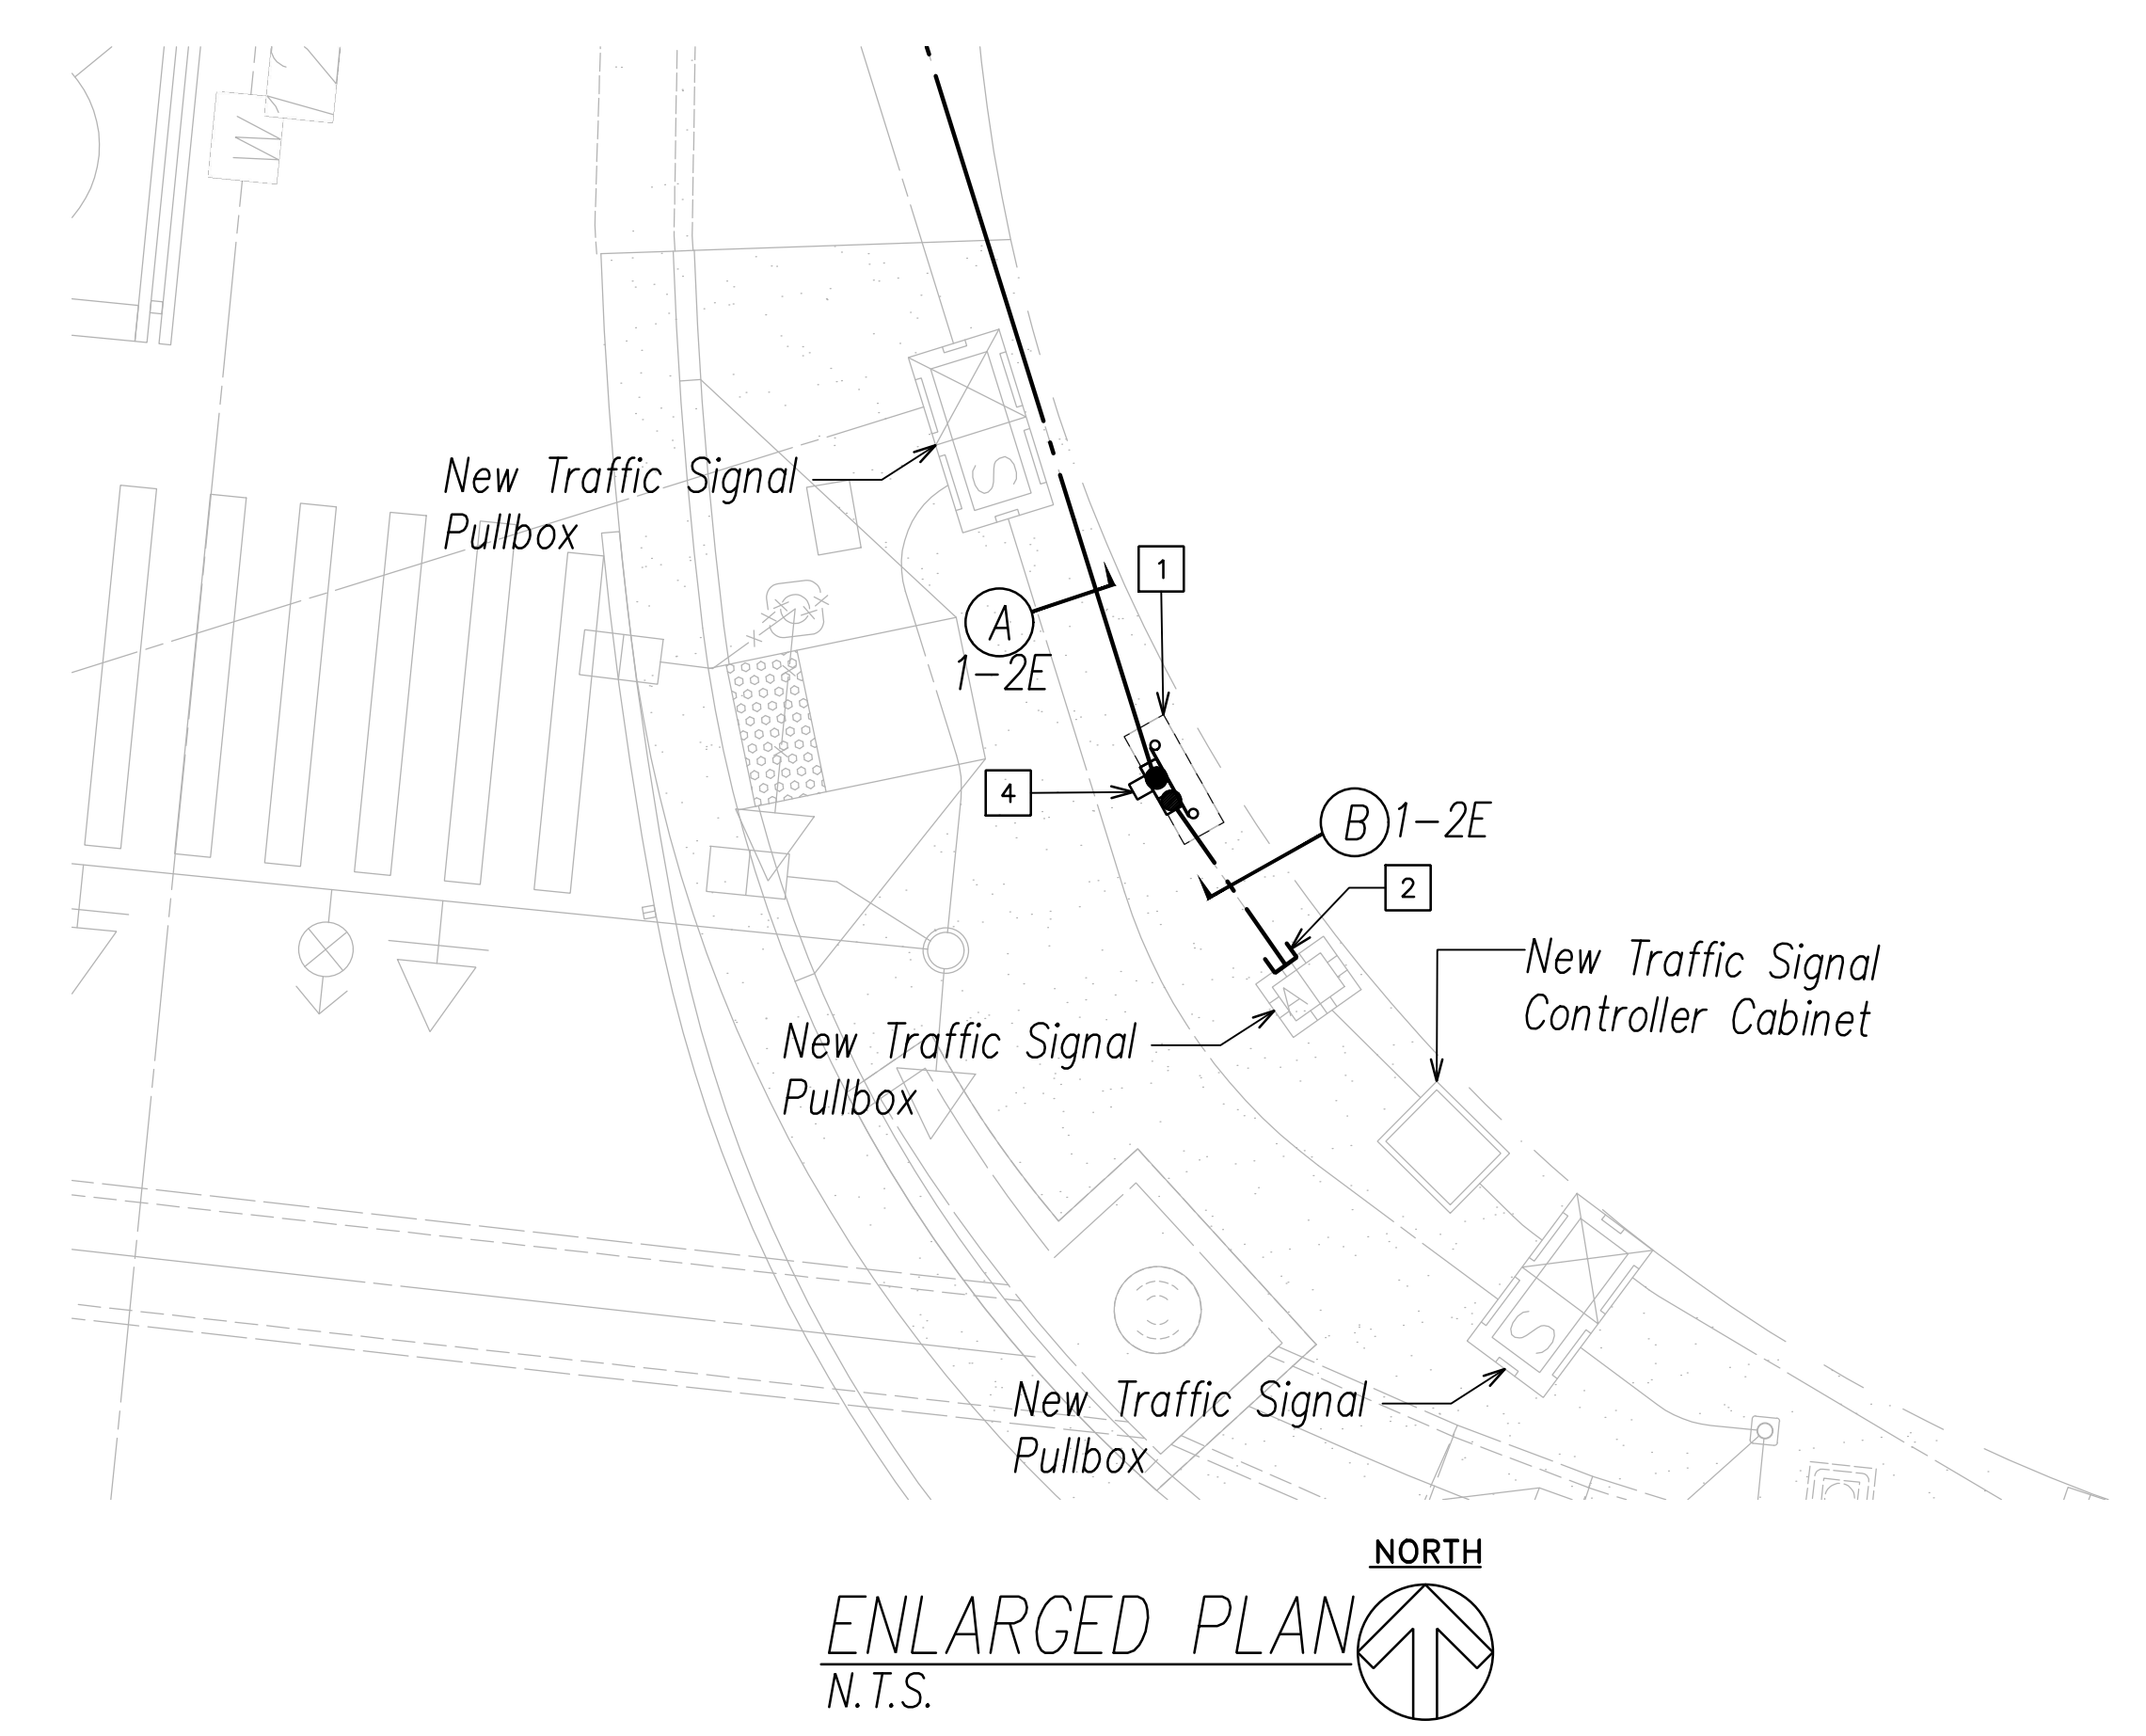 W
New Traffic Signal
Pullbox
S
1
A
1-2E
4
B 1-2E
2
New Traffic Signal
Controller Cabinet
New Traffic Signal
Pullbox
S
New Traffic Signal
Pullbox
NORTH
ENLARGED PLAN
N.T.S.